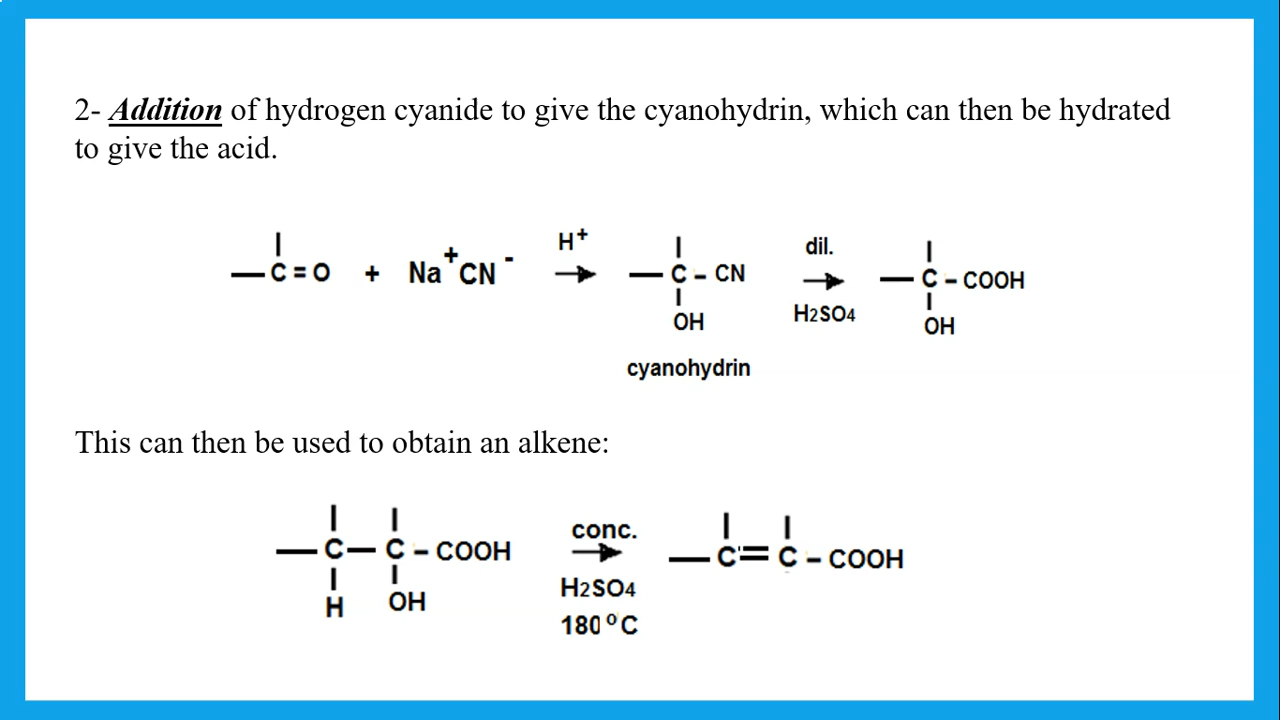 2- Addition of hydrogen cyanide to give the cyanohydrin, which can then be hydrated
to give the acid.
C = O + Na+CN- H+ C - CN dil. H2SO4 C - COOH
OH OH
cyanohydrin
This can then be used to obtain an alkene:
C — C - COOH conc. C = C - COOH
H OH H2SO4
180 °C